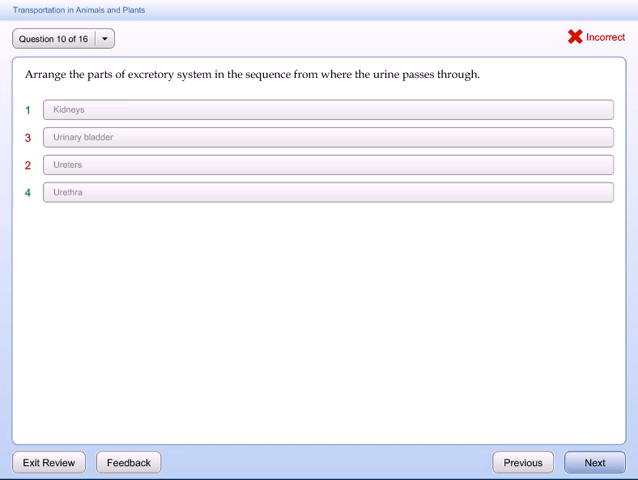 Transportation in Animals and Plants
Question 10 of 16
Incorrect
Arrange the parts of excretory system in the sequence from where the urine passes through.
1 Kidneys
3 Urinary bladder
2 Ureters
4 Urethra
Exit Review Feedback Previous Next